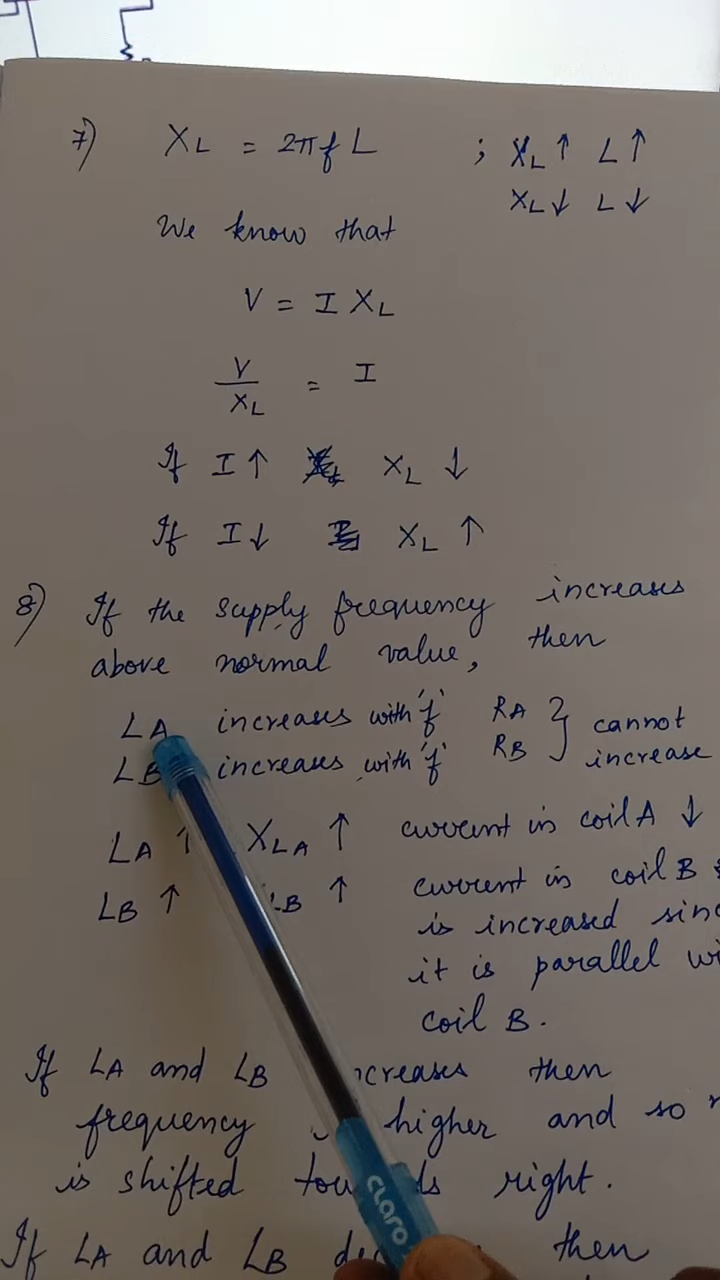 7) XL = 2πfL ; XL↑ L↑
XL↓ L↓
We know that
V = I XL
V/XL = I
If I↑ XL ↓
If I↓ XL ↑
8) If the supply frequency increases
above normal value, then
LA increases with 'f' RA } cannot
LB increases with 'f' RB } increase
LA ↑ XLA ↑ current in coil A ↓
LB ↑ LB ↑ current in coil B
is increased
it is parallel
coil B.
If LA and LB then
frequency higher and so
is shifted right.
If LA and LB then
CLARO